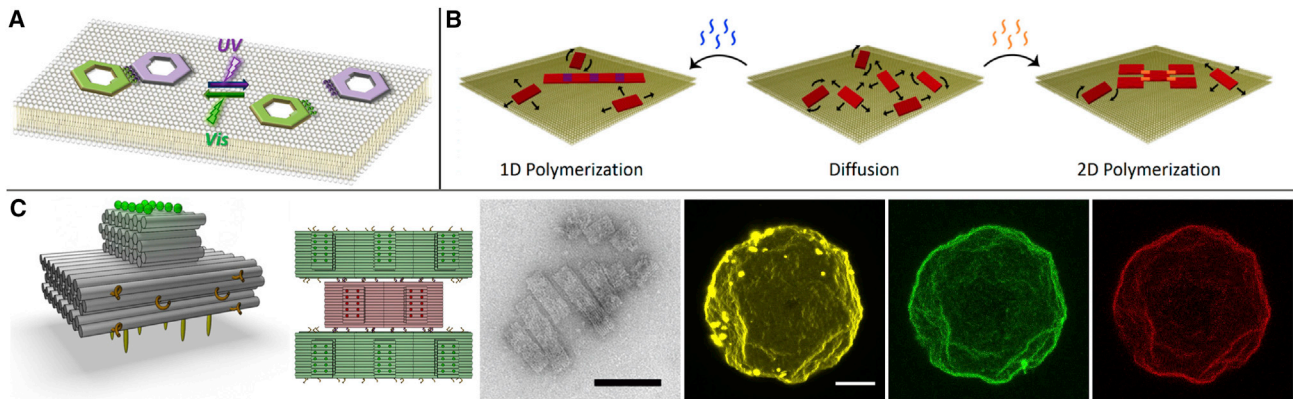 A
UV
Vis
B
1D Polymerization
Diffusion
2D Polymerization
C